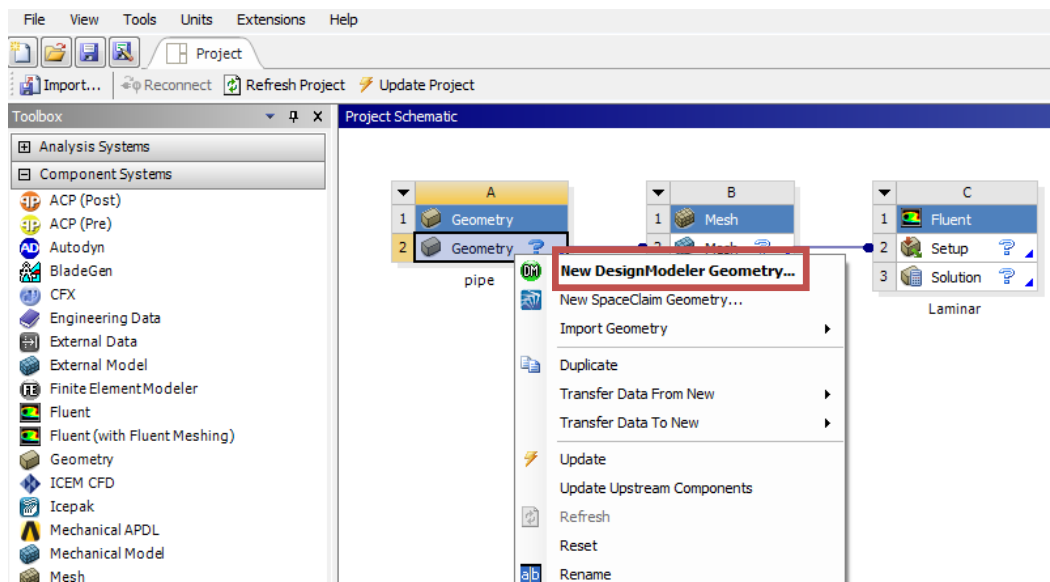 File View Tools Units Extensions Help
Project
Import... Reconnect Refresh Project Update Project
Toolbox
Project Schematic
Analysis Systems
Component Systems
ACP (Post)
ACP (Pre)
Autodyn
BladeGen
CFX
Engineering Data
External Data
External Model
Finite Element Modeler
Fluent
Fluent (with Fluent Meshing)
Geometry
ICEM CFD
Icepak
Mechanical APDL
Mechanical Model
Mesh
A
1 Geometry
2 Geometry ?
pipe
B
1 Mesh
2 Mesh ?
C
1 Fluent
2 Setup ?
3 Solution ?
Laminar
DM New DesignModeler Geometry...
New SpaceClaim Geometry...
Import Geometry
Duplicate
Transfer Data From New
Transfer Data To New
Update
Update Upstream Components
Refresh
Reset
ab Rename